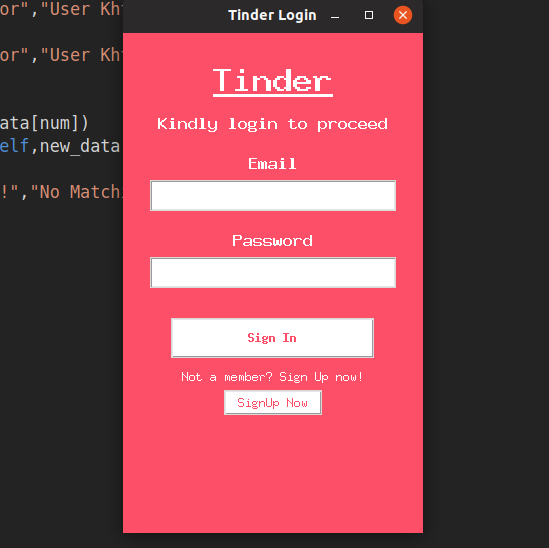 or","User Kh
Tinder Login
or","User Kh
Tinder
Kindly login to proceed
ata[num])
elf,new_data
Email
!","No Match
Password
Sign In
Not a member? Sign Up now!
SignUp Now